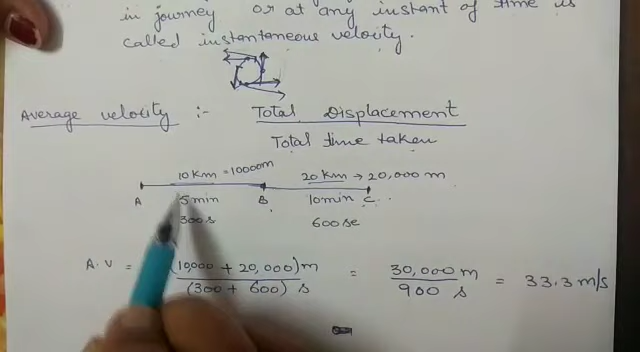 in journey or at any instant of time is
called instantaneous velocity.
Average velocity :- Total Displacement
Total time taken
10 km = 10000m 20 km → 20,000 m
A B C
5 min 10 min
300 s 600 se
A.V = (10,000 + 20,000) m = 30,000 m = 33.3 m/s
(300 + 600) s 900 s